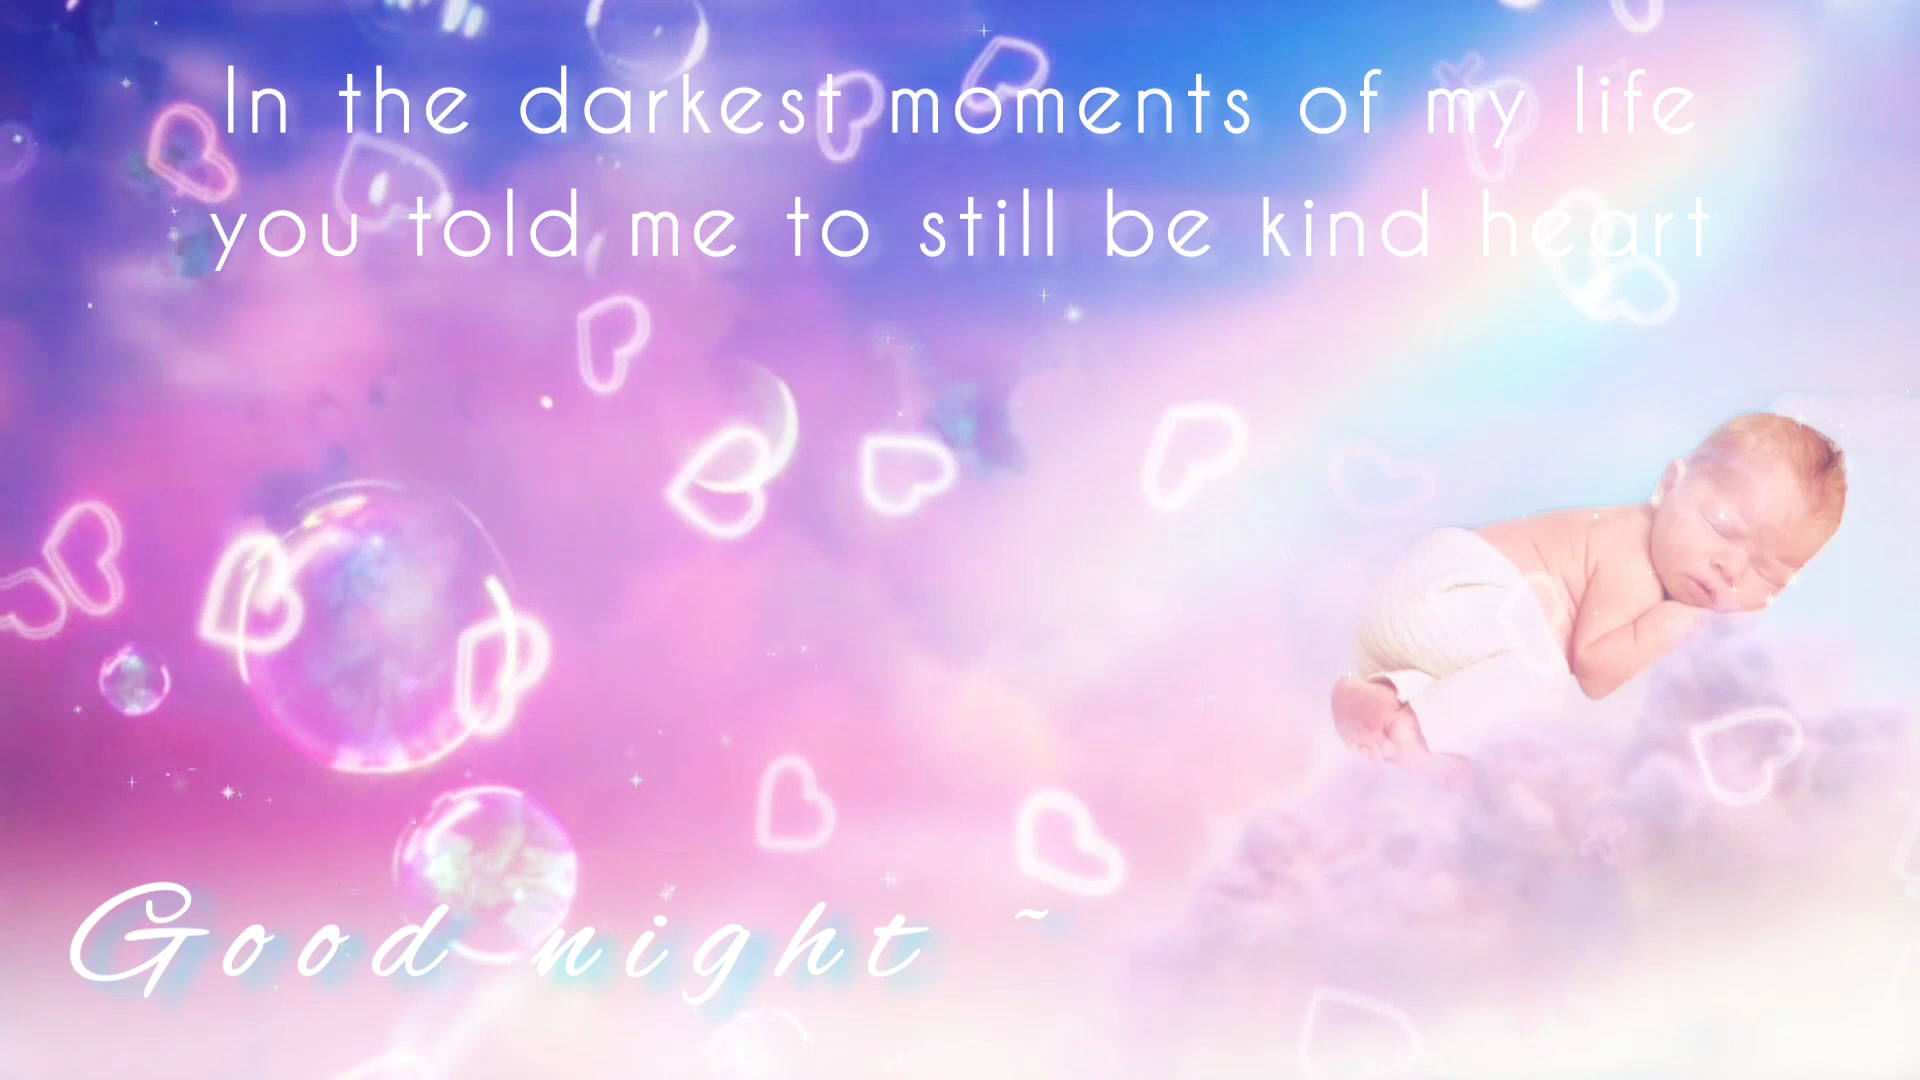 In the darkest moments of my life
you told me to still be kind heart
Good night ~